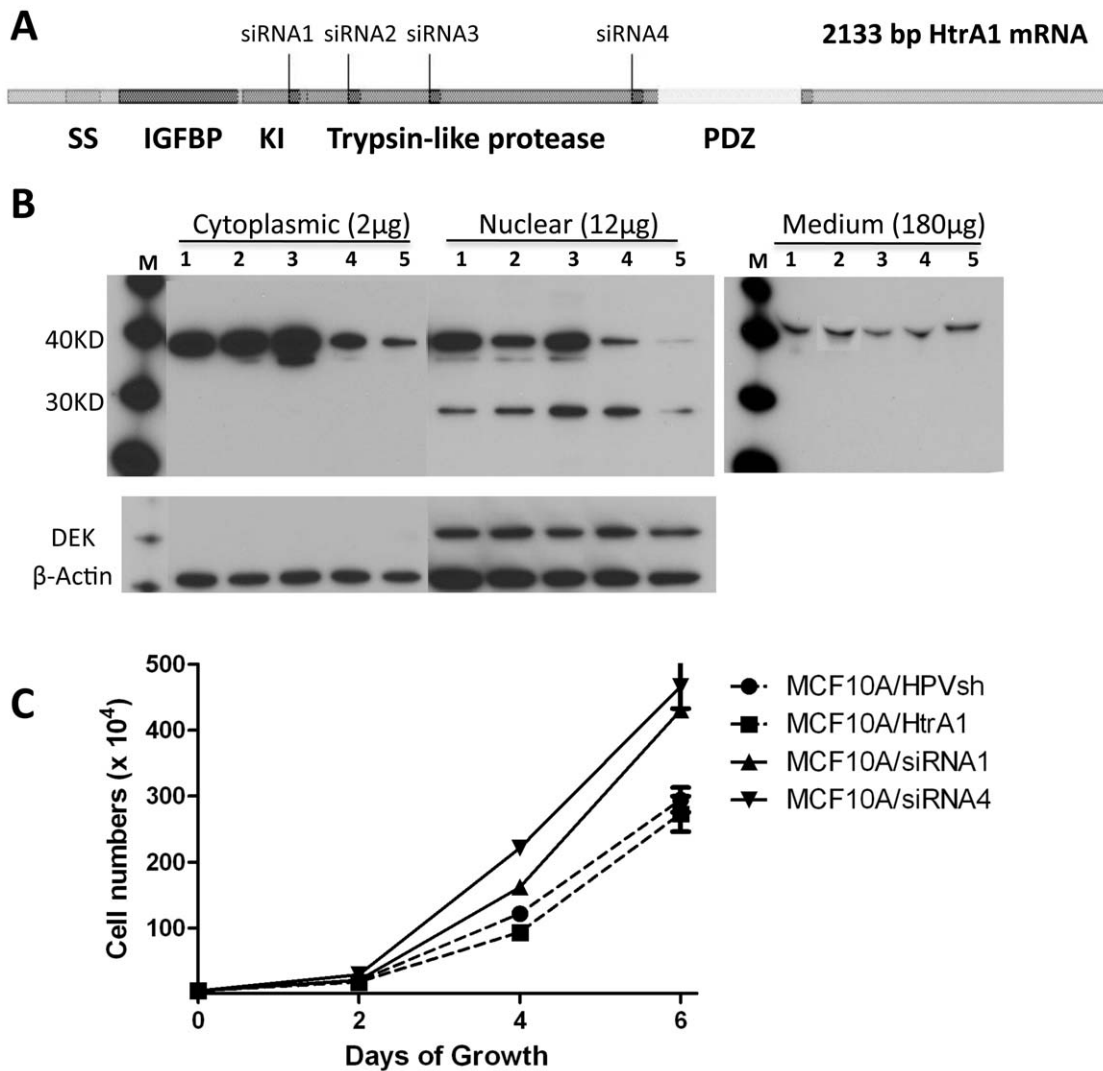 A
siRNA1 siRNA2 siRNA3 siRNA4 2133 bp HtrA1 mRNA
SS IGFBP KI Trypsin-like protease PDZ
B
Cytoplasmic (2μg) Nuclear (12μg) Medium (180μg)
M 1 2 3 4 5 1 2 3 4 5 M 1 2 3 4 5
40KD
30KD
DEK
β-Actin
C
Cell numbers (x 10⁴)
500
400
300
200
100
0 2 4 6
Days of Growth
MCF10A/HPVsh
MCF10A/HtrA1
MCF10A/siRNA1
MCF10A/siRNA4